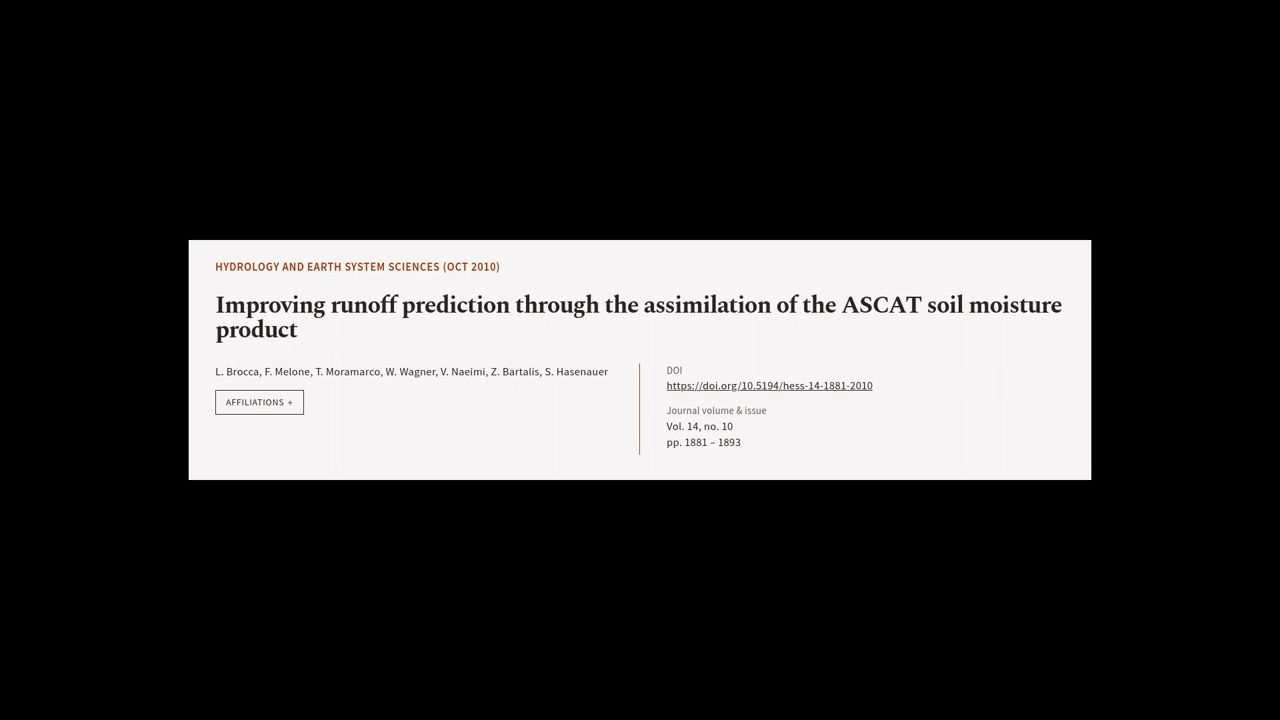 HYDROLOGY AND EARTH SYSTEM SCIENCES (OCT 2010)
Improving runoff prediction through the assimilation of the ASCAT soil moisture
product
L. Brocca, F. Melone, T. Moramarco, W. Wagner, V. Naeimi, Z. Bartalis, S. Hasenauer
AFFILIATIONS +
DOI
https://doi.org/10.5194/hess-14-1881-2010
Journal volume & issue
Vol. 14, no. 10
pp. 1881 – 1893